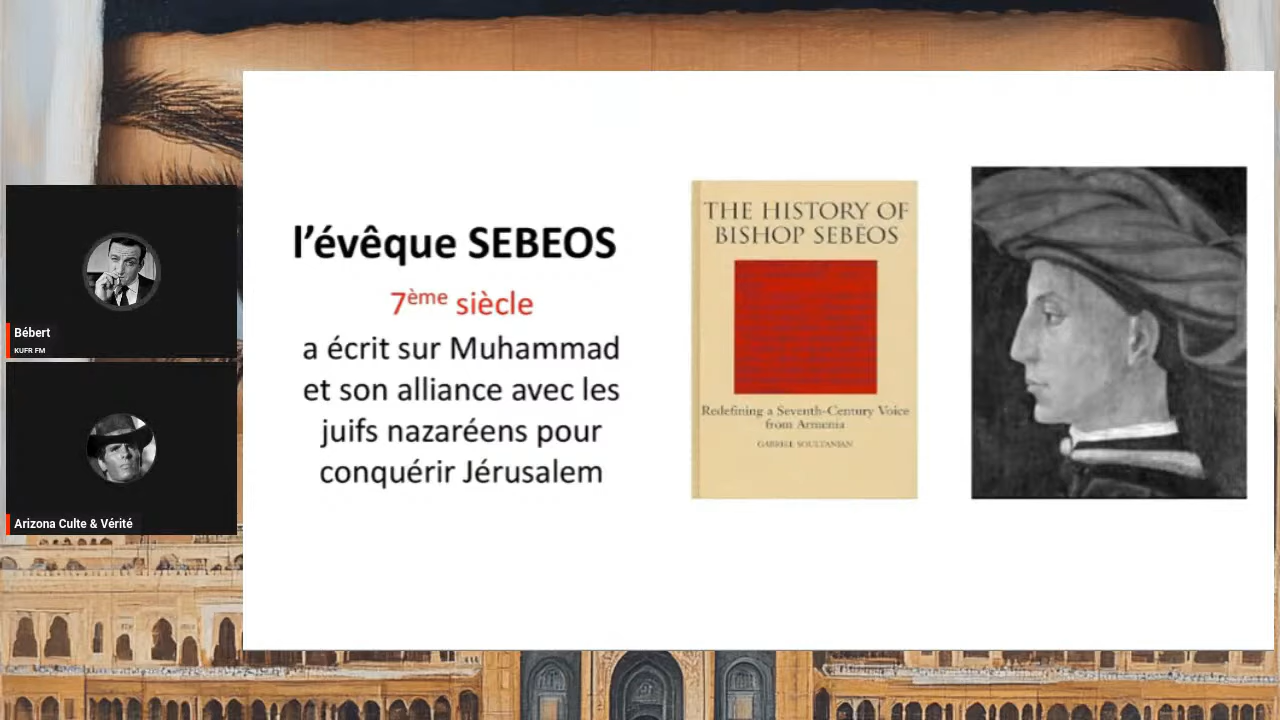 l'évêque SEBEOS
7ème siècle
a écrit sur Muhammad
et son alliance avec les
juifs nazaréens pour
conquérir Jérusalem
THE HISTORY OF
BISHOP SEBĒOS
Redefining a Seventh-Century Voice
from Armenia
GABRIEL SOULTANIAN
Bébert
KUFR FM
Arizona Culte & Vérité